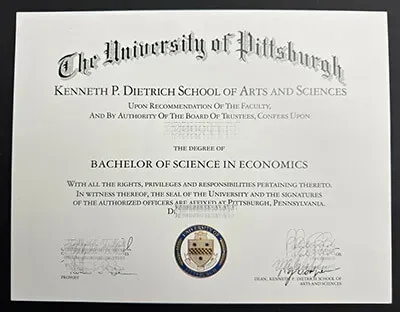 The University of Pittsburgh
KENNETH P. DIETRICH SCHOOL OF ARTS AND SCIENCES
UPON RECOMMENDATION OF THE FACULTY,
AND BY AUTHORITY OF THE BOARD OF TRUSTEES, CONFERS UPON
THE DEGREE OF
BACHELOR OF SCIENCE IN ECONOMICS
WITH ALL THE RIGHTS, PRIVILEGES AND RESPONSIBILITIES PERTAINING THERETO.
IN WITNESS THEREOF, THE SEAL OF THE UNIVERSITY AND THE SIGNATURES
OF THE AUTHORIZED OFFICERS ARE AFFIXED AT PITTSBURGH, PENNSYLVANIA.
PROVOST
DEAN, KENNETH P. DIETRICH SCHOOL OF
ARTS AND SCIENCES